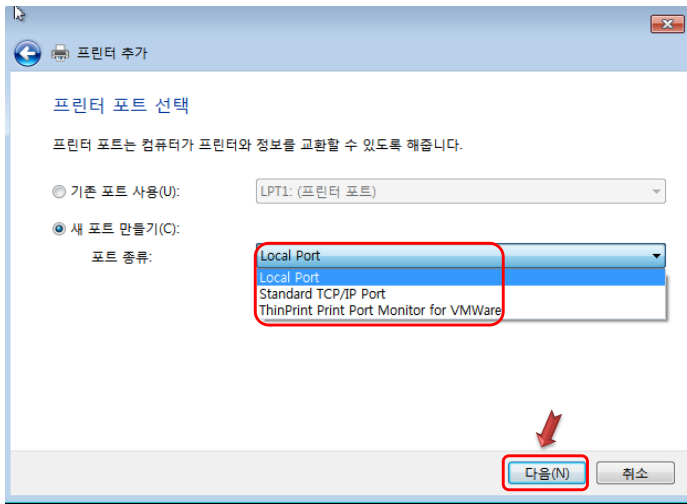 프린터 추가
프린터 포트 선택
프린터 포트는 컴퓨터가 프린터와 정보를 교환할 수 있도록 해줍니다.
기존 포트 사용(U): LPT1: (프린터 포트)
새 포트 만들기(C):
포트 종류: Local Port
Local Port
Standard TCP/IP Port
ThinPrint Print Port Monitor for VMWare
다음(N) 취소